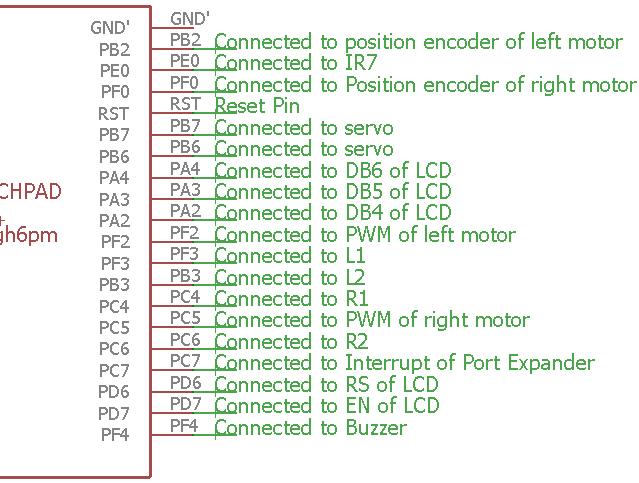 GND' GND'
PB2 PB2 Connected to position encoder of left motor
PE0 PE0 Connected to IR7
PF0 PF0 Connected to Position encoder of right motor
RST RST Reset Pin
PB7 PB7 Connected to servo
PB6 PB6 Connected to servo
PA4 PA4 Connected to DB6 of LCD
CHPAD PA3 PA3 Connected to DB5 of LCD
+ PA2 PA2 Connected to DB4 of LCD
gh6pm PF2 PF2 Connected to PWM of left motor
PF3 PF3 Connected to L1
PB3 PB3 Connected to L2
PC4 PC4 Connected to R1
PC5 PC5 Connected to PWM of right motor
PC6 PC6 Connected to R2
PC7 PC7 Connected to Interrupt of Port Expander
PD6 PD6 Connected to RS of LCD
PD7 PD7 Connected to EN of LCD
PF4 PF4 Connected to Buzzer